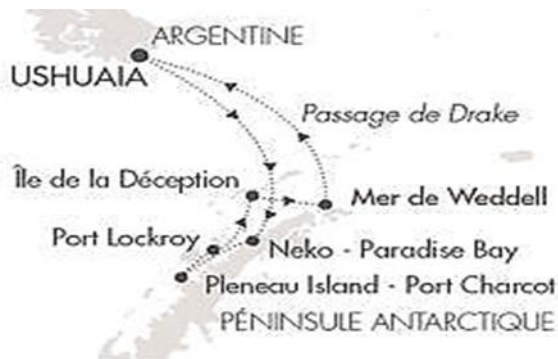 ARGENTINE
USHUAIA
Passage de Drake
Île de la Déception
Mer de Weddell
Port Lockroy
Neko - Paradise Bay
Pleneau Island - Port Charcot
PÉNINSULE ANTARCTIQUE